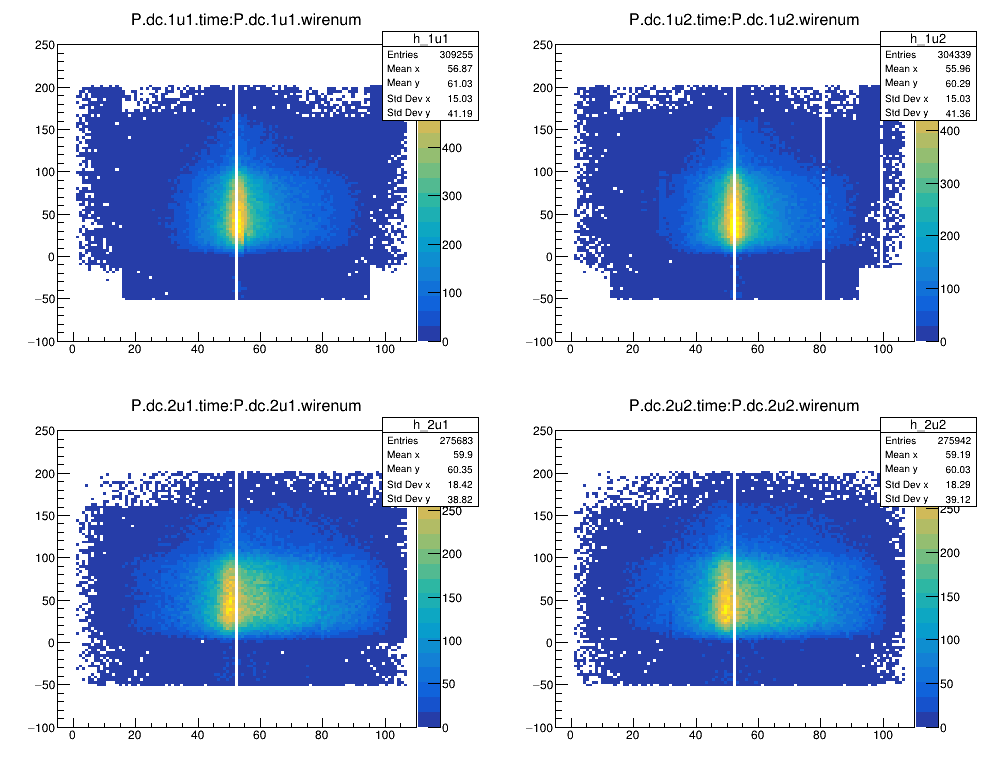 P.dc.1u1.time:P.dc.1u1.wirenum
h_1u1
Entries 309255
Mean x 56.87
Mean y 61.03
Std Dev x 15.03
Std Dev y 41.19
250
200
150
100
50
0
−50
−100
0 20 40 60 80 100
400
300
200
100
0
P.dc.1u2.time:P.dc.1u2.wirenum
h_1u2
Entries 304339
Mean x 55.96
Mean y 60.29
Std Dev x 15.03
Std Dev y 41.36
250
200
150
100
50
0
−50
−100
0 20 40 60 80 100
400
300
200
100
0
P.dc.2u1.time:P.dc.2u1.wirenum
h_2u1
Entries 275683
Mean x 59.9
Mean y 60.35
Std Dev x 18.42
Std Dev y 38.82
250
200
150
100
50
0
−50
−100
0 20 40 60 80 100
250
200
150
100
50
0
P.dc.2u2.time:P.dc.2u2.wirenum
h_2u2
Entries 275942
Mean x 59.19
Mean y 60.03
Std Dev x 18.29
Std Dev y 39.12
250
200
150
100
50
0
−50
−100
0 20 40 60 80 100
250
200
150
100
50
0